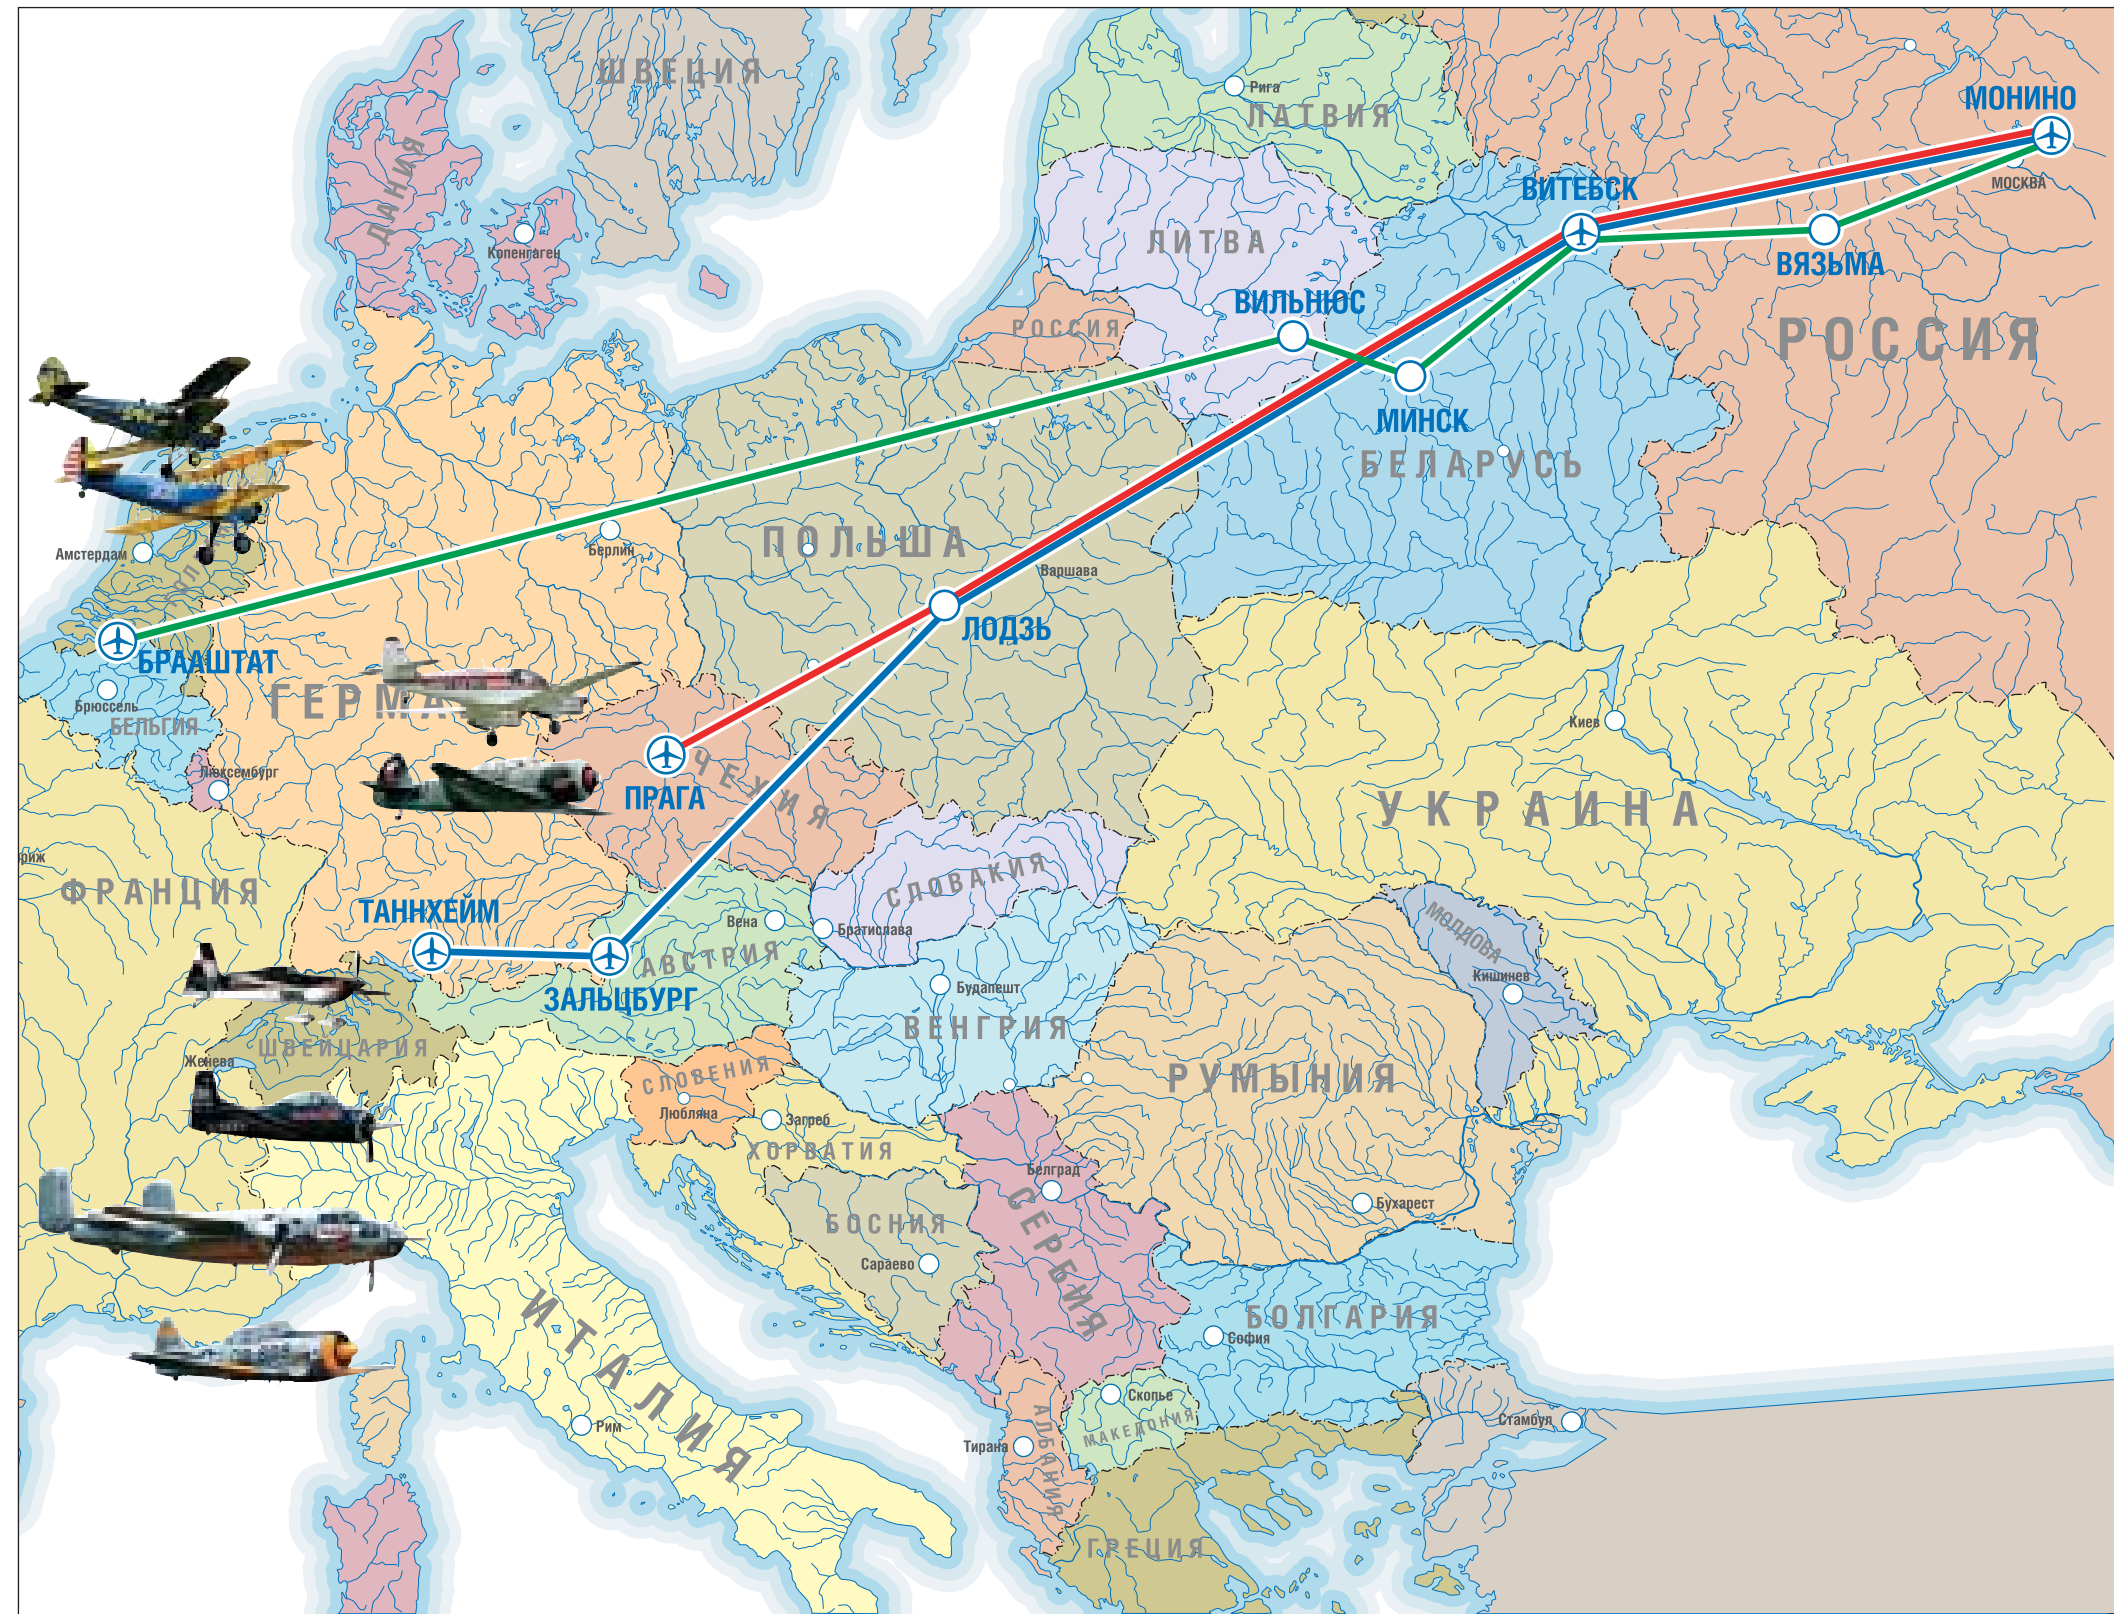 ШВЕЦИЯ
Рига
ЛАТВИЯ
МОНИНО
ДАНИЯ
МОСКВА
ВИТЕБСК
Копенгаген
ЛИТВА
ВЯЗЬМА
ВИЛЬНЮС
РОССИЯ
РОССИЯ
МИНСК
БЕЛАРУСЬ
Амстердам
Берлин
ПОЛЬША
Варшава
ЛОДЗЬ
БРААШТАТ
ГЕРМА
Брюссель
БЕЛЬГИЯ
Киев
Люксембург
ЧЕХИЯ
ПРАГА
УКРАИНА
риж
ФРАНЦИЯ
СЛОВАКИЯ
ТАННХЕЙМ
Вена
Братислава
МОЛДОВА
АВСТРИЯ
Кишинев
Будапешт
ЗАЛЬЦБУРГ
ВЕНГРИЯ
ШВЕЙЦАРИЯ
Женева
СЛОВЕНИЯ
РУМЫНИЯ
Любляна
Загреб
ХОРВАТИЯ
Белград
СЕРБИЯ
Бухарест
БОСНИЯ
Сараево
ИТАЛИЯ
БОЛГАРИЯ
София
Скопье
МАКЕДОНИЯ
Стамбул
Рим
Тирана
АЛБАНИЯ
ГРЕЦИЯ